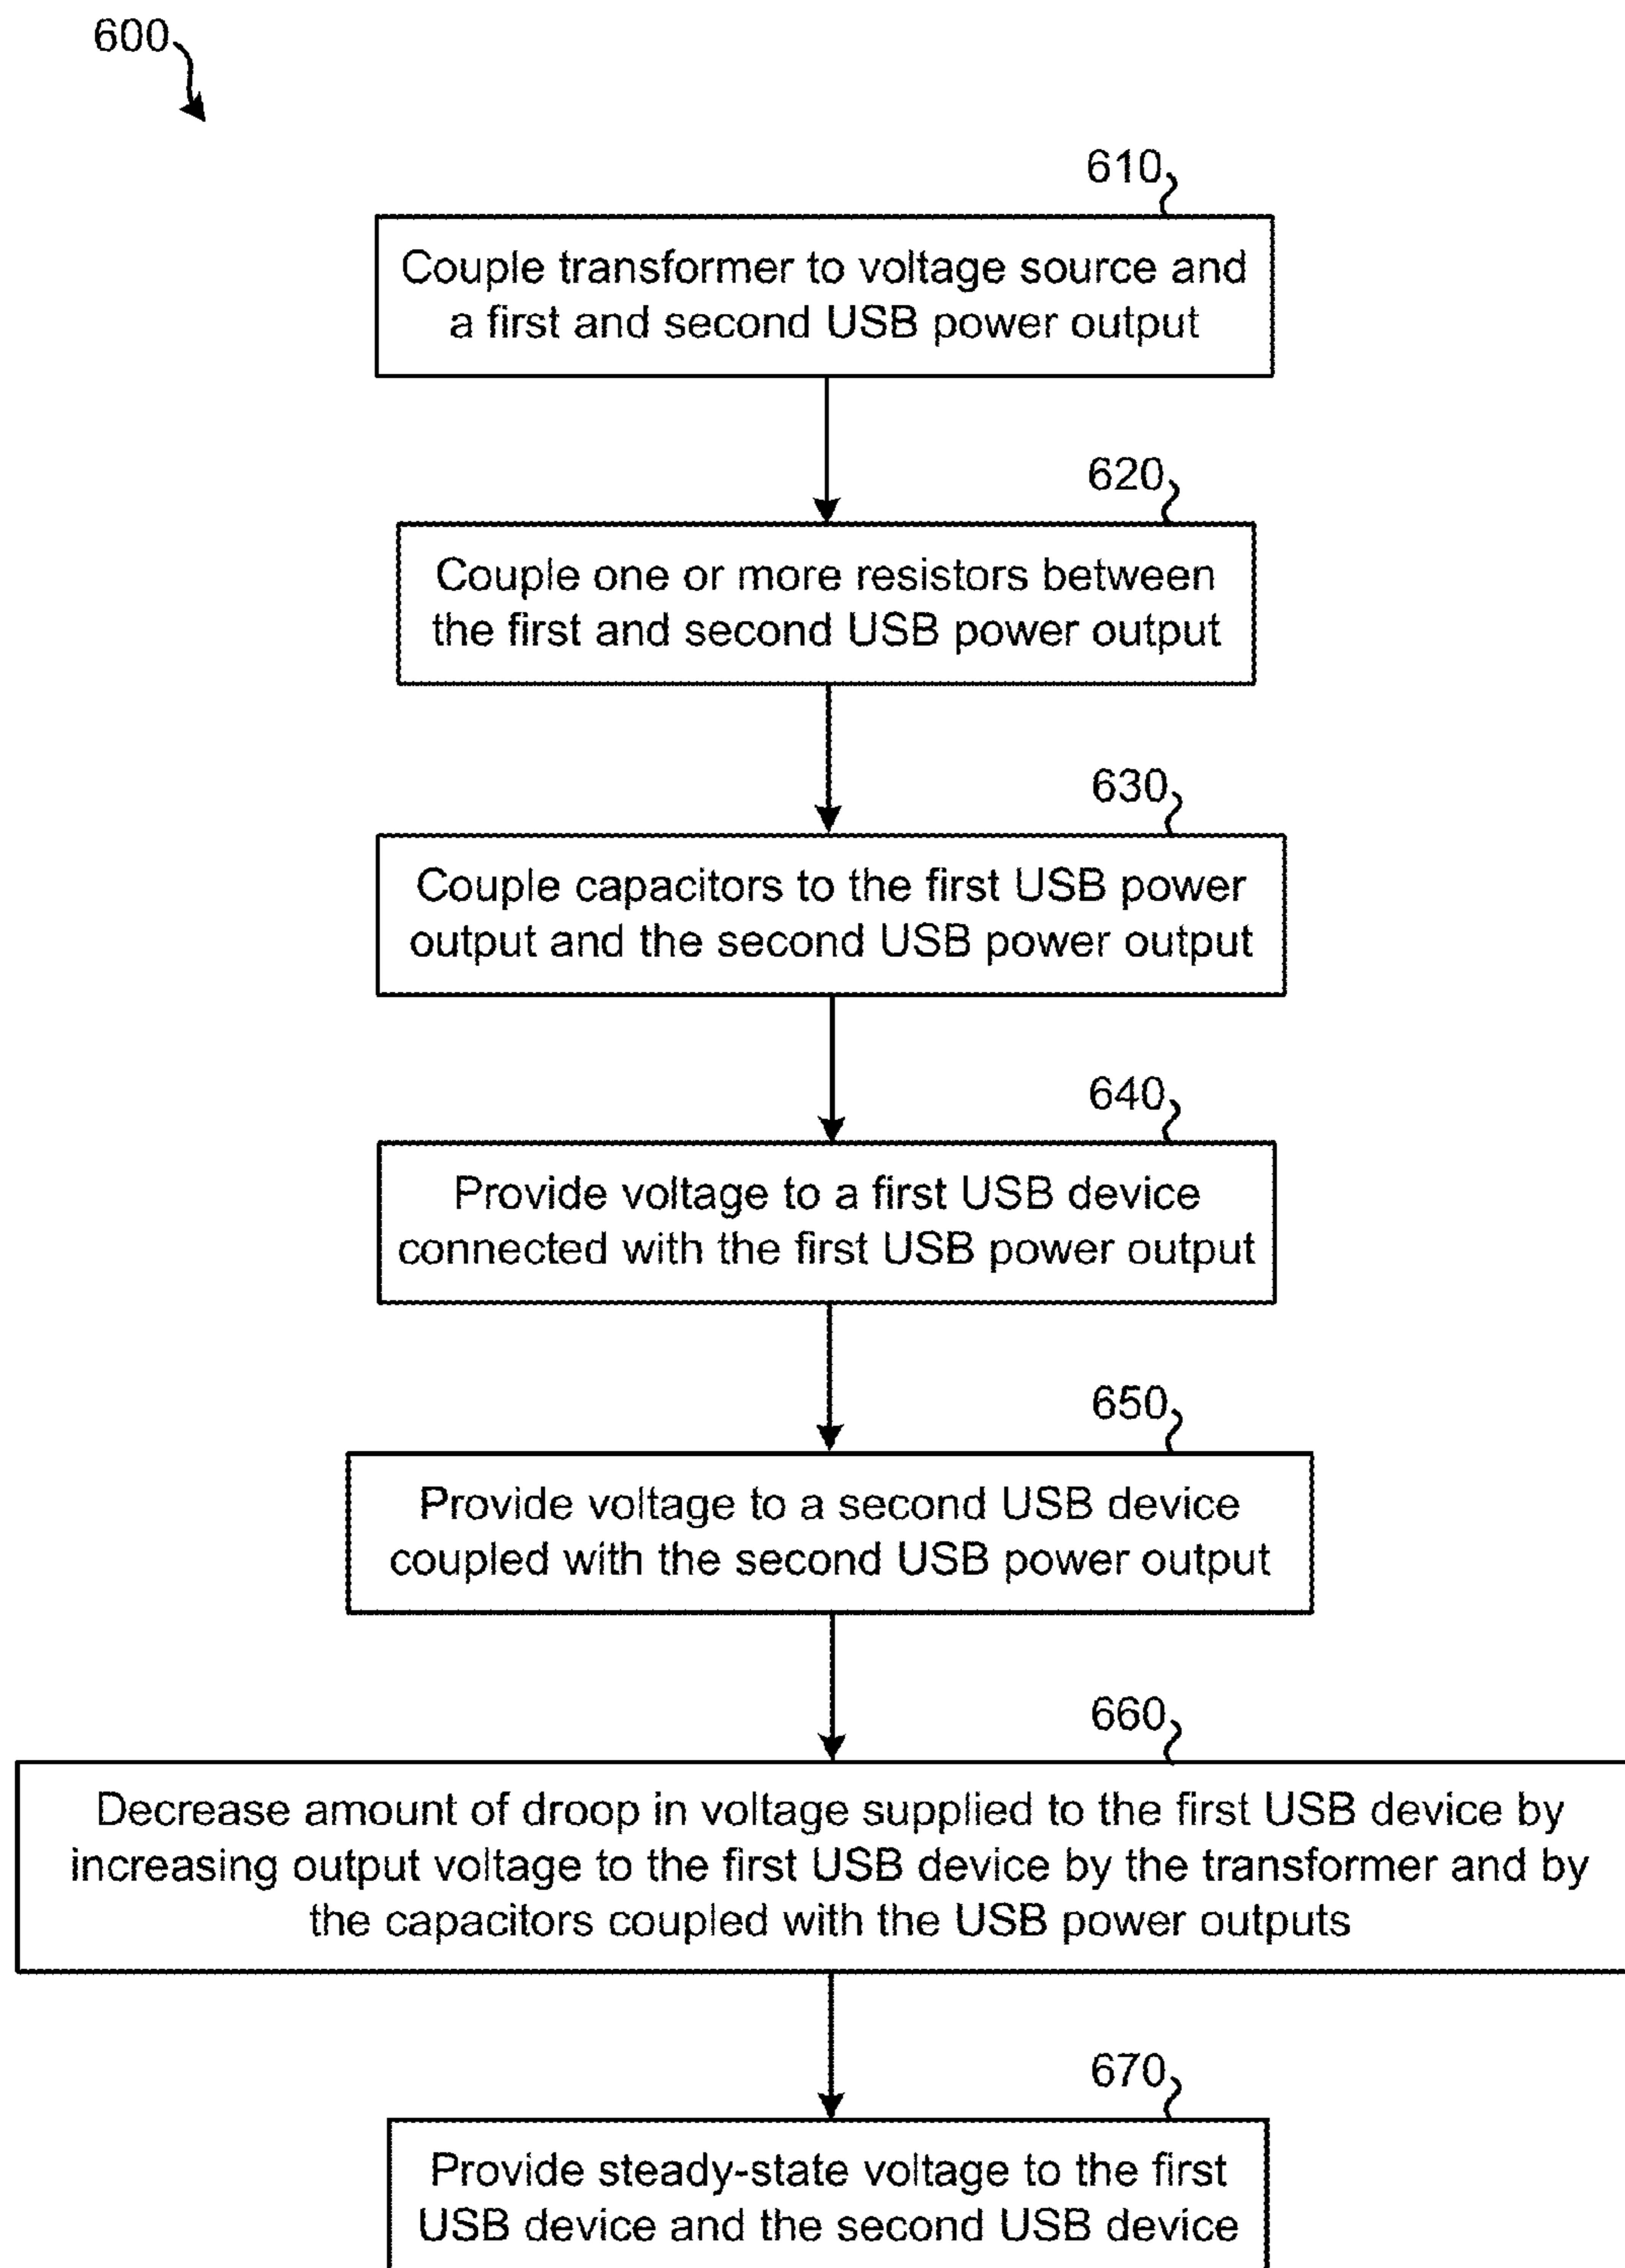 600
610
Couple transformer to voltage source and
a first and second USB power output
620
Couple one or more resistors between
the first and second USB power output
630
Couple capacitors to the first USB power
output and the second USB power output
640
Provide voltage to a first USB device
connected with the first USB power output
650
Provide voltage to a second USB device
coupled with the second USB power output
660
Decrease amount of droop in voltage supplied to the first USB device by
increasing output voltage to the first USB device by the transformer and by
the capacitors coupled with the USB power outputs
670
Provide steady-state voltage to the first
USB device and the second USB device